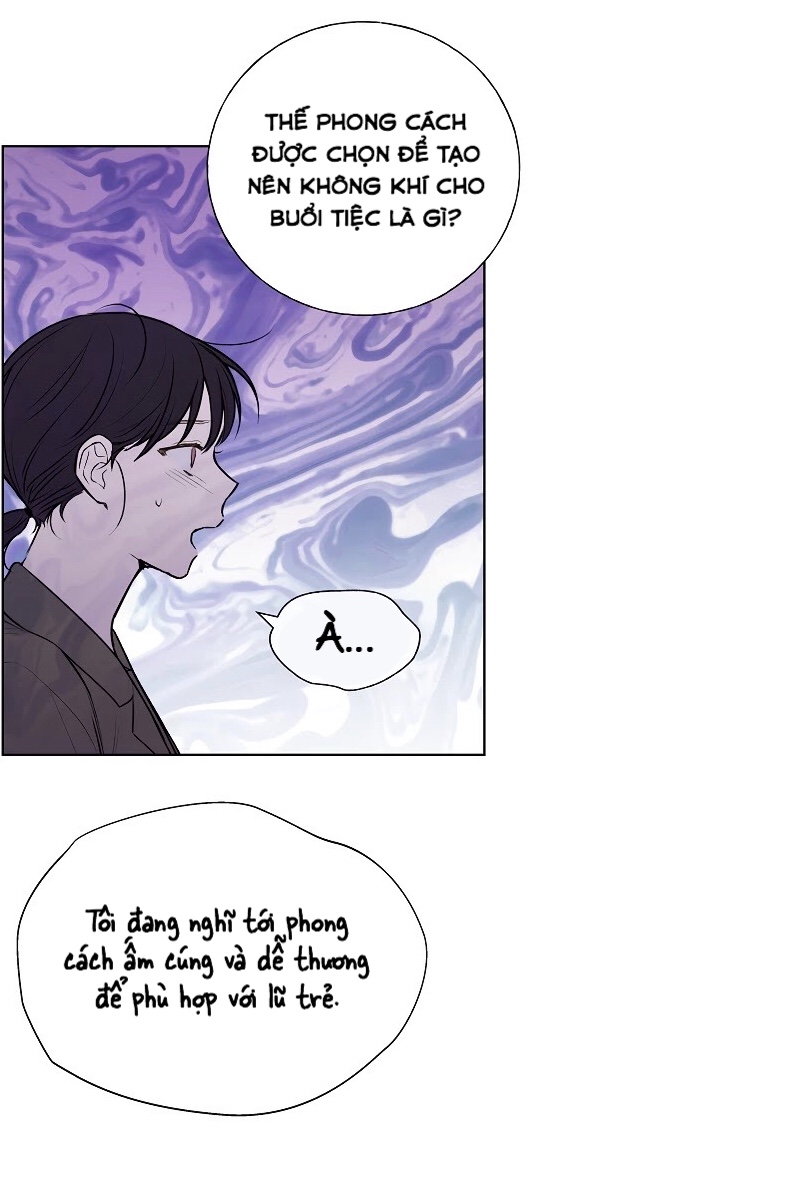 THẾ PHONG CÁCH
ĐƯỢC CHỌN ĐỂ TẠO
NÊN KHÔNG KHÍ CHO
BUỔI TIỆC LÀ GÌ?
À...
Tôi đang nghĩ tới phong
cách ấm cúng và dễ thương
để phù hợp với lũ trẻ.